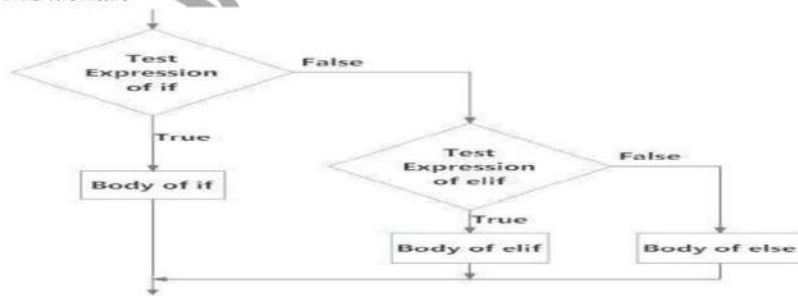 Test
Expression
of if
False
True
Body of if
Test
Expression
of elif
False
True
Body of elif
Body of else